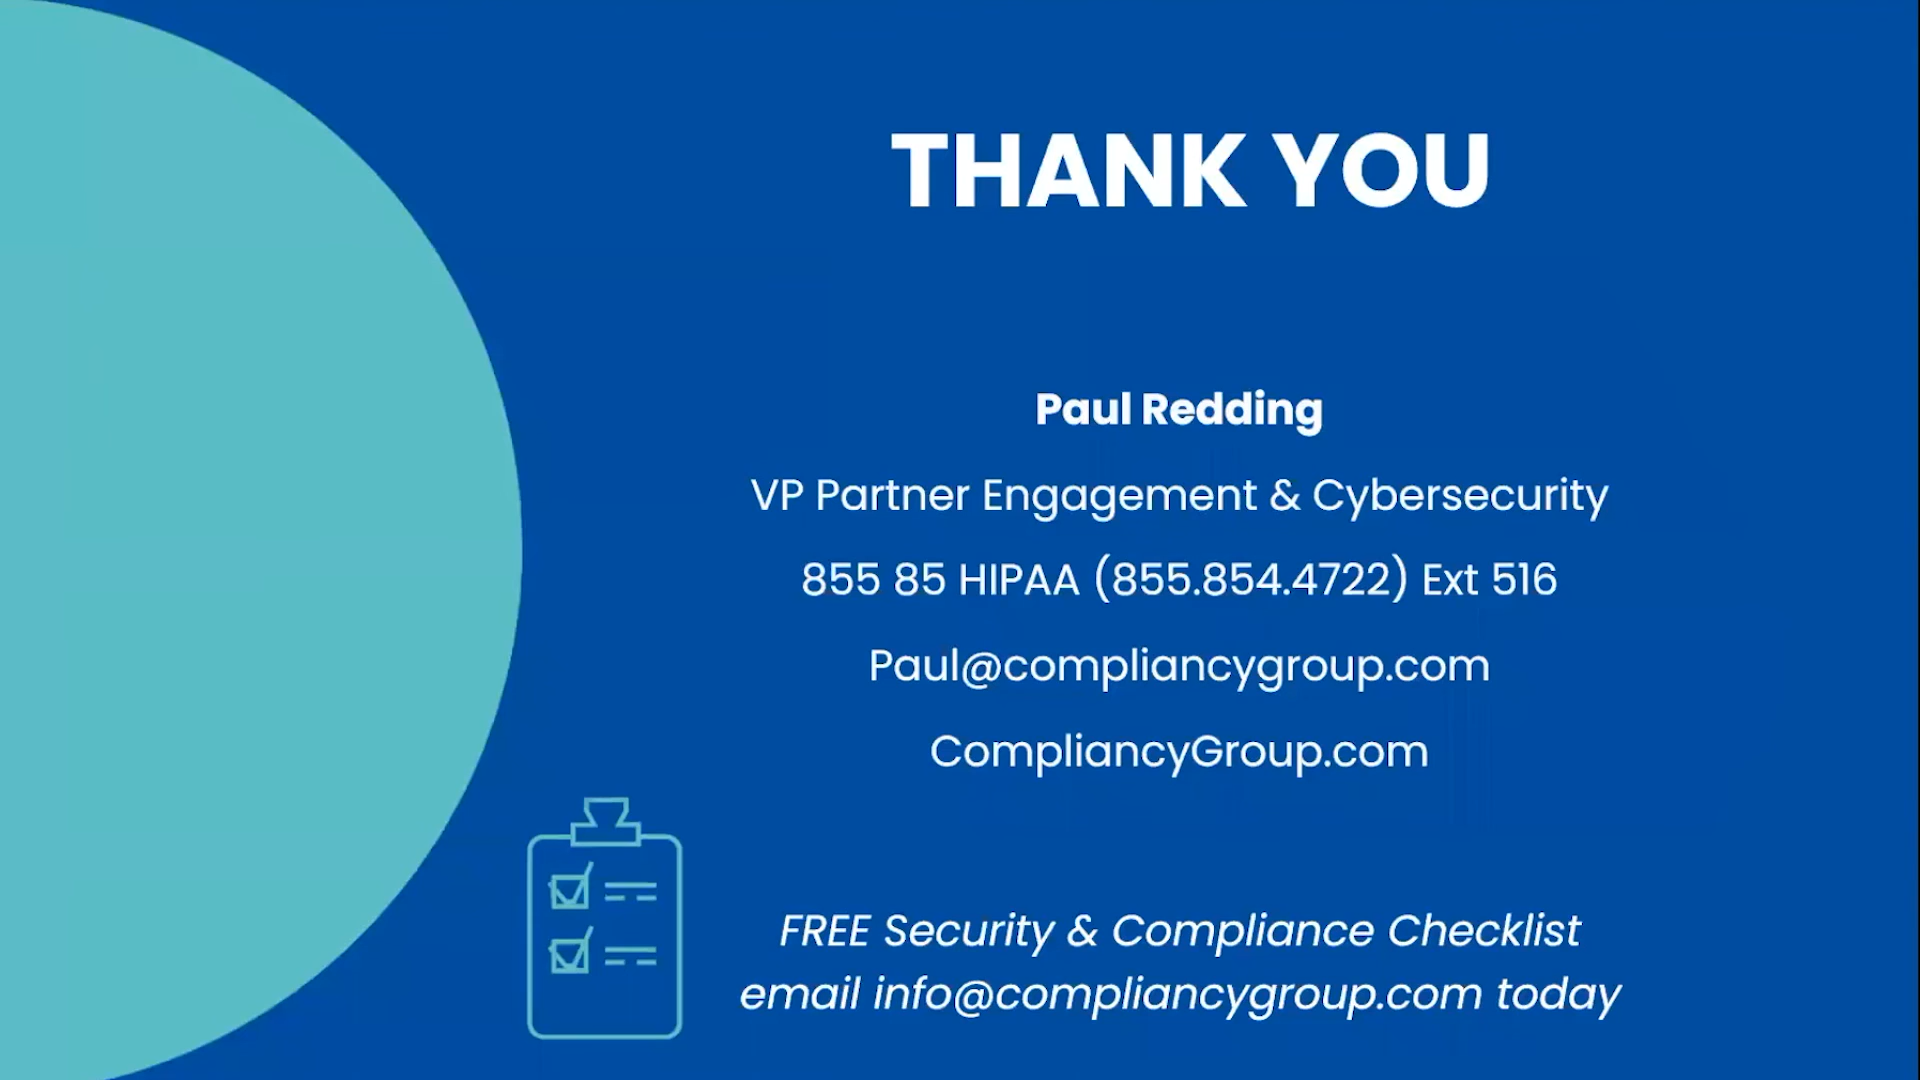 THANK YOU
Paul Redding
VP Partner Engagement & Cybersecurity
855 85 HIPAA (855.854.4722) Ext 516
Paul@compliancygroup.com
CompliancyGroup.com
FREE Security & Compliance Checklist
email info@compliancygroup.com today